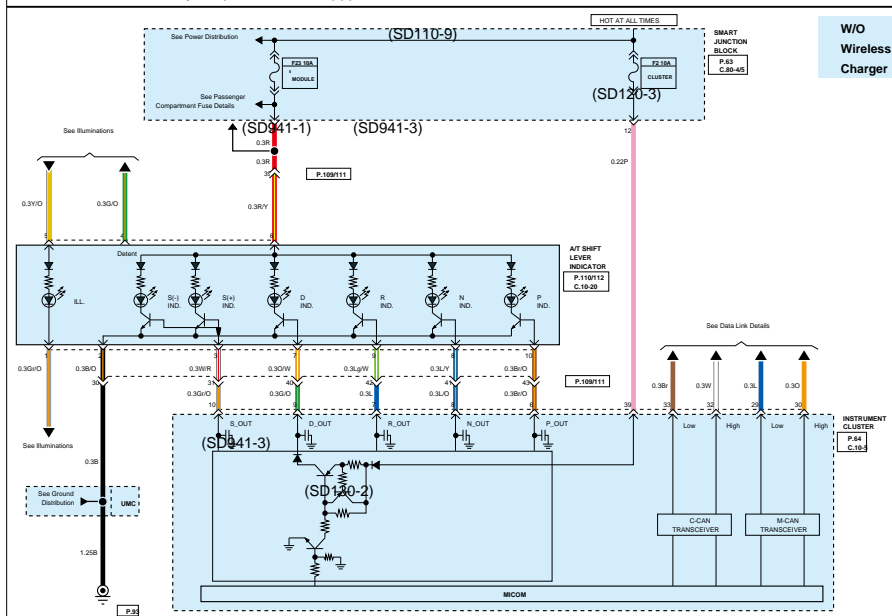 HOT AT ALL TIMES
See Power Distribution
(SD110-9)
SMART
JUNCTION
BLOCK
P.63
C.80-4/5
W/O
Wireless
Charger
F23 10A
MODULE
F2 10A
CLUSTER
See Passenger
Compartment Fuse Details
(SD120-3)
(SD941-1)
(SD941-3)
12
See Illuminations
0.3R
0.3R
P.109/111
0.22P
0.3Y/O
0.3G/O
0.3R/Y
5
4
6
A/T SHIFT
LEVER
INDICATOR
P.110/112
C.10-20
Detent
ILL.
S(-)
IND.
S(+)
IND.
D
IND.
R
IND.
N
IND.
P
IND.
See Data Link Details
1
2
3
7
9
8
10
0.3Gr/O
0.3B/O
0.3W/R
0.3O/W
0.3Lg/W
0.3L/Y
0.3Br/O
30
31
40
42
41
43
P.109/111
0.3Gr/O
0.3G/O
0.3L
0.3L/O
0.3Br/O
0.3Br
0.3W
0.3L
0.3O
10
9
7
8
6
39
33
32
29
30
S_OUT
D_OUT
R_OUT
N_OUT
P_OUT
Low
High
Low
High
INSTRUMENT
CLUSTER
P.64
C.10-5
See Illuminations
(SD941-3)
0.3B
(SD130-2)
See Ground
Distribution
UMC
C-CAN
TRANSCEIVER
M-CAN
TRANSCEIVER
1.25B
MICOM
P.93